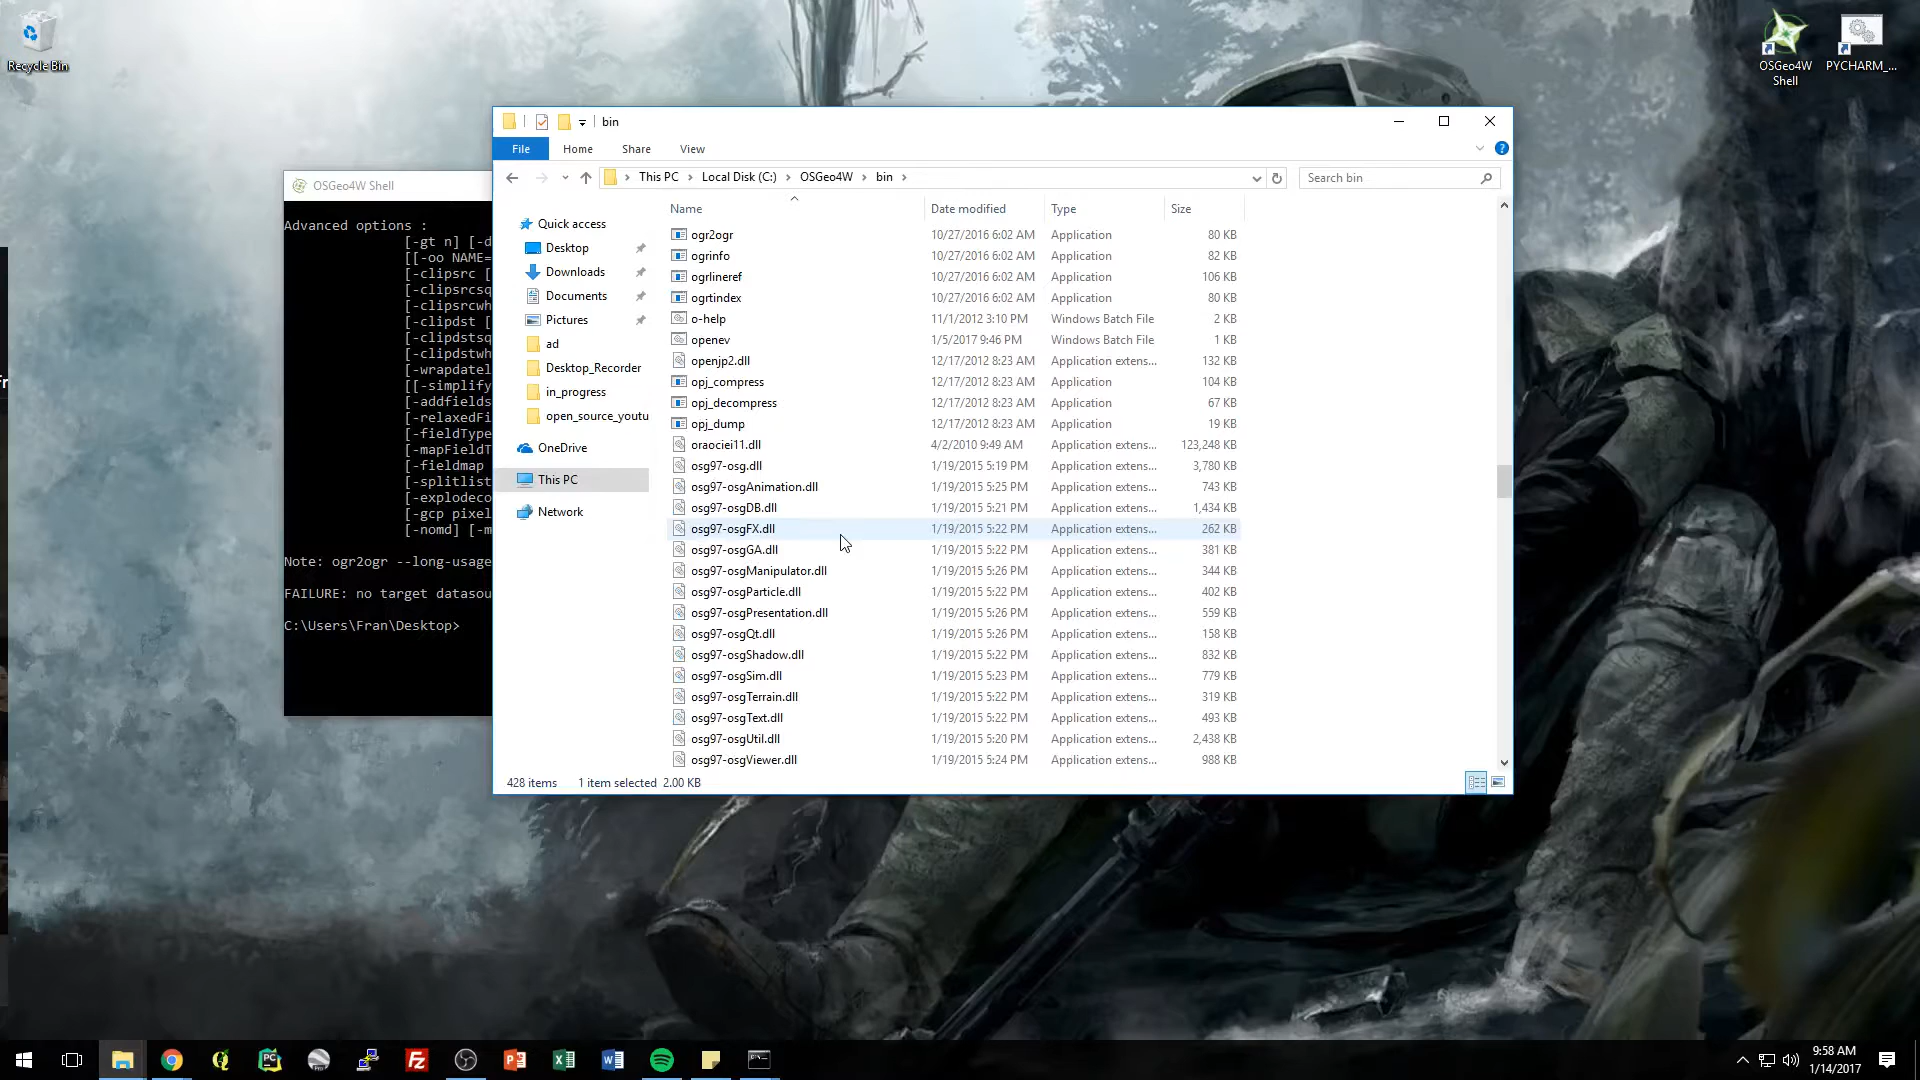 Recycle Bin
OSGeo4W
Shell
PYCHARM_...
bin
File Home Share View
This PC Local Disk (C:) OSGeo4W bin
Search bin
Name Date modified Type Size
Quick access
Desktop
Downloads
Documents
Pictures
ad
Desktop_Recorder
in_progress
open_source_youtu
OneDrive
This PC
Network
ogr2ogr 10/27/2016 6:02 AM Application 80 KB
ogrinfo 10/27/2016 6:02 AM Application 82 KB
ogrlineref 10/27/2016 6:02 AM Application 106 KB
ogrtindex 10/27/2016 6:02 AM Application 80 KB
o-help 11/1/2012 3:10 PM Windows Batch File 2 KB
openev 1/5/2017 9:46 PM Windows Batch File 1 KB
openjp2.dll 12/17/2012 8:23 AM Application extens... 132 KB
opj_compress 12/17/2012 8:23 AM Application 104 KB
opj_decompress 12/17/2012 8:23 AM Application 67 KB
opj_dump 12/17/2012 8:23 AM Application 19 KB
oraociei11.dll 4/2/2010 9:49 AM Application extens... 123,248 KB
osg97-osg.dll 1/19/2015 5:19 PM Application extens... 3,780 KB
osg97-osgAnimation.dll 1/19/2015 5:25 PM Application extens... 743 KB
osg97-osgDB.dll 1/19/2015 5:21 PM Application extens... 1,434 KB
osg97-osgFX.dll 1/19/2015 5:22 PM Application extens... 262 KB
osg97-osgGA.dll 1/19/2015 5:22 PM Application extens... 381 KB
osg97-osgManipulator.dll 1/19/2015 5:26 PM Application extens... 344 KB
osg97-osgParticle.dll 1/19/2015 5:22 PM Application extens... 402 KB
osg97-osgPresentation.dll 1/19/2015 5:26 PM Application extens... 559 KB
osg97-osgQt.dll 1/19/2015 5:26 PM Application extens... 158 KB
osg97-osgShadow.dll 1/19/2015 5:22 PM Application extens... 832 KB
osg97-osgSim.dll 1/19/2015 5:23 PM Application extens... 779 KB
osg97-osgTerrain.dll 1/19/2015 5:22 PM Application extens... 319 KB
osg97-osgText.dll 1/19/2015 5:22 PM Application extens... 493 KB
osg97-osgUtil.dll 1/19/2015 5:20 PM Application extens... 2,438 KB
osg97-osgViewer.dll 1/19/2015 5:24 PM Application extens... 988 KB
428 items 1 item selected 2.00 KB
OSGeo4W Shell
Advanced options :
[-gt n] [-d
[[-oo NAME=
[-clipsrc [
[-clipsrcsq
[-clipsrcwh
[-clipdst [
[-clipdstsq
[-clipdstwh
[-wrapdatel
[[-simplify
[-addfields
[-relaxedFi
[-fieldType
[-mapFieldT
[-fieldmap
[-splitlist
[-explodeco
[-gcp pixel
[-nomd] [-m
Note: ogr2ogr --long-usage
FAILURE: no target datasou
C:\Users\Fran\Desktop>
9:58 AM
1/14/2017